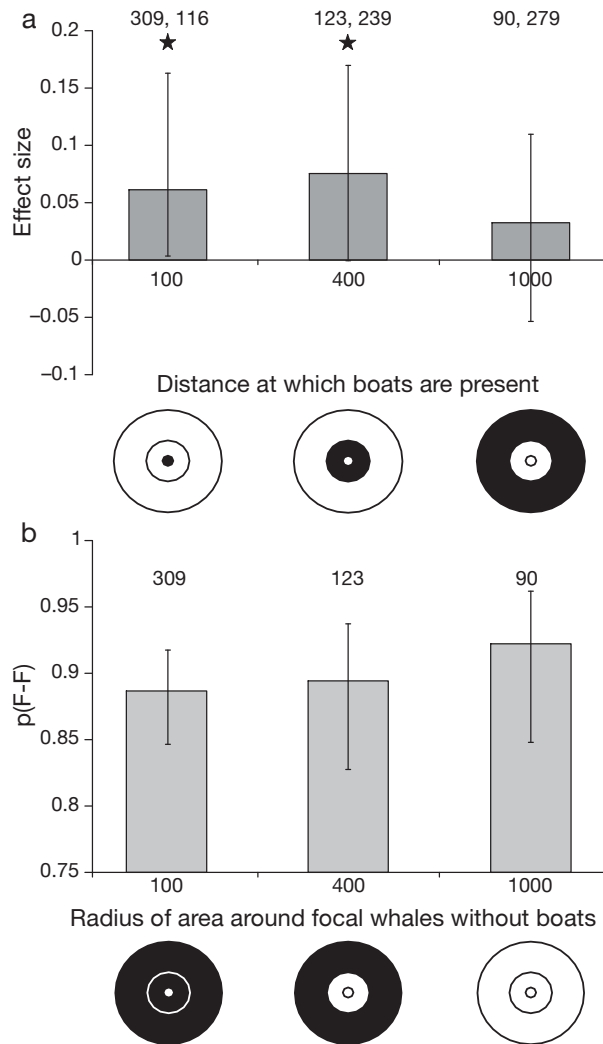 a
309, 116 123, 239 90, 279
★ ★
0.2
0.15
0.1
0.05
0
−0.05
−0.1
Effect size
100 400 1000
Distance at which boats are present
b
309 123 90
1
0.95
0.9
0.85
0.8
0.75
p(F-F)
100 400 1000
Radius of area around focal whales without boats